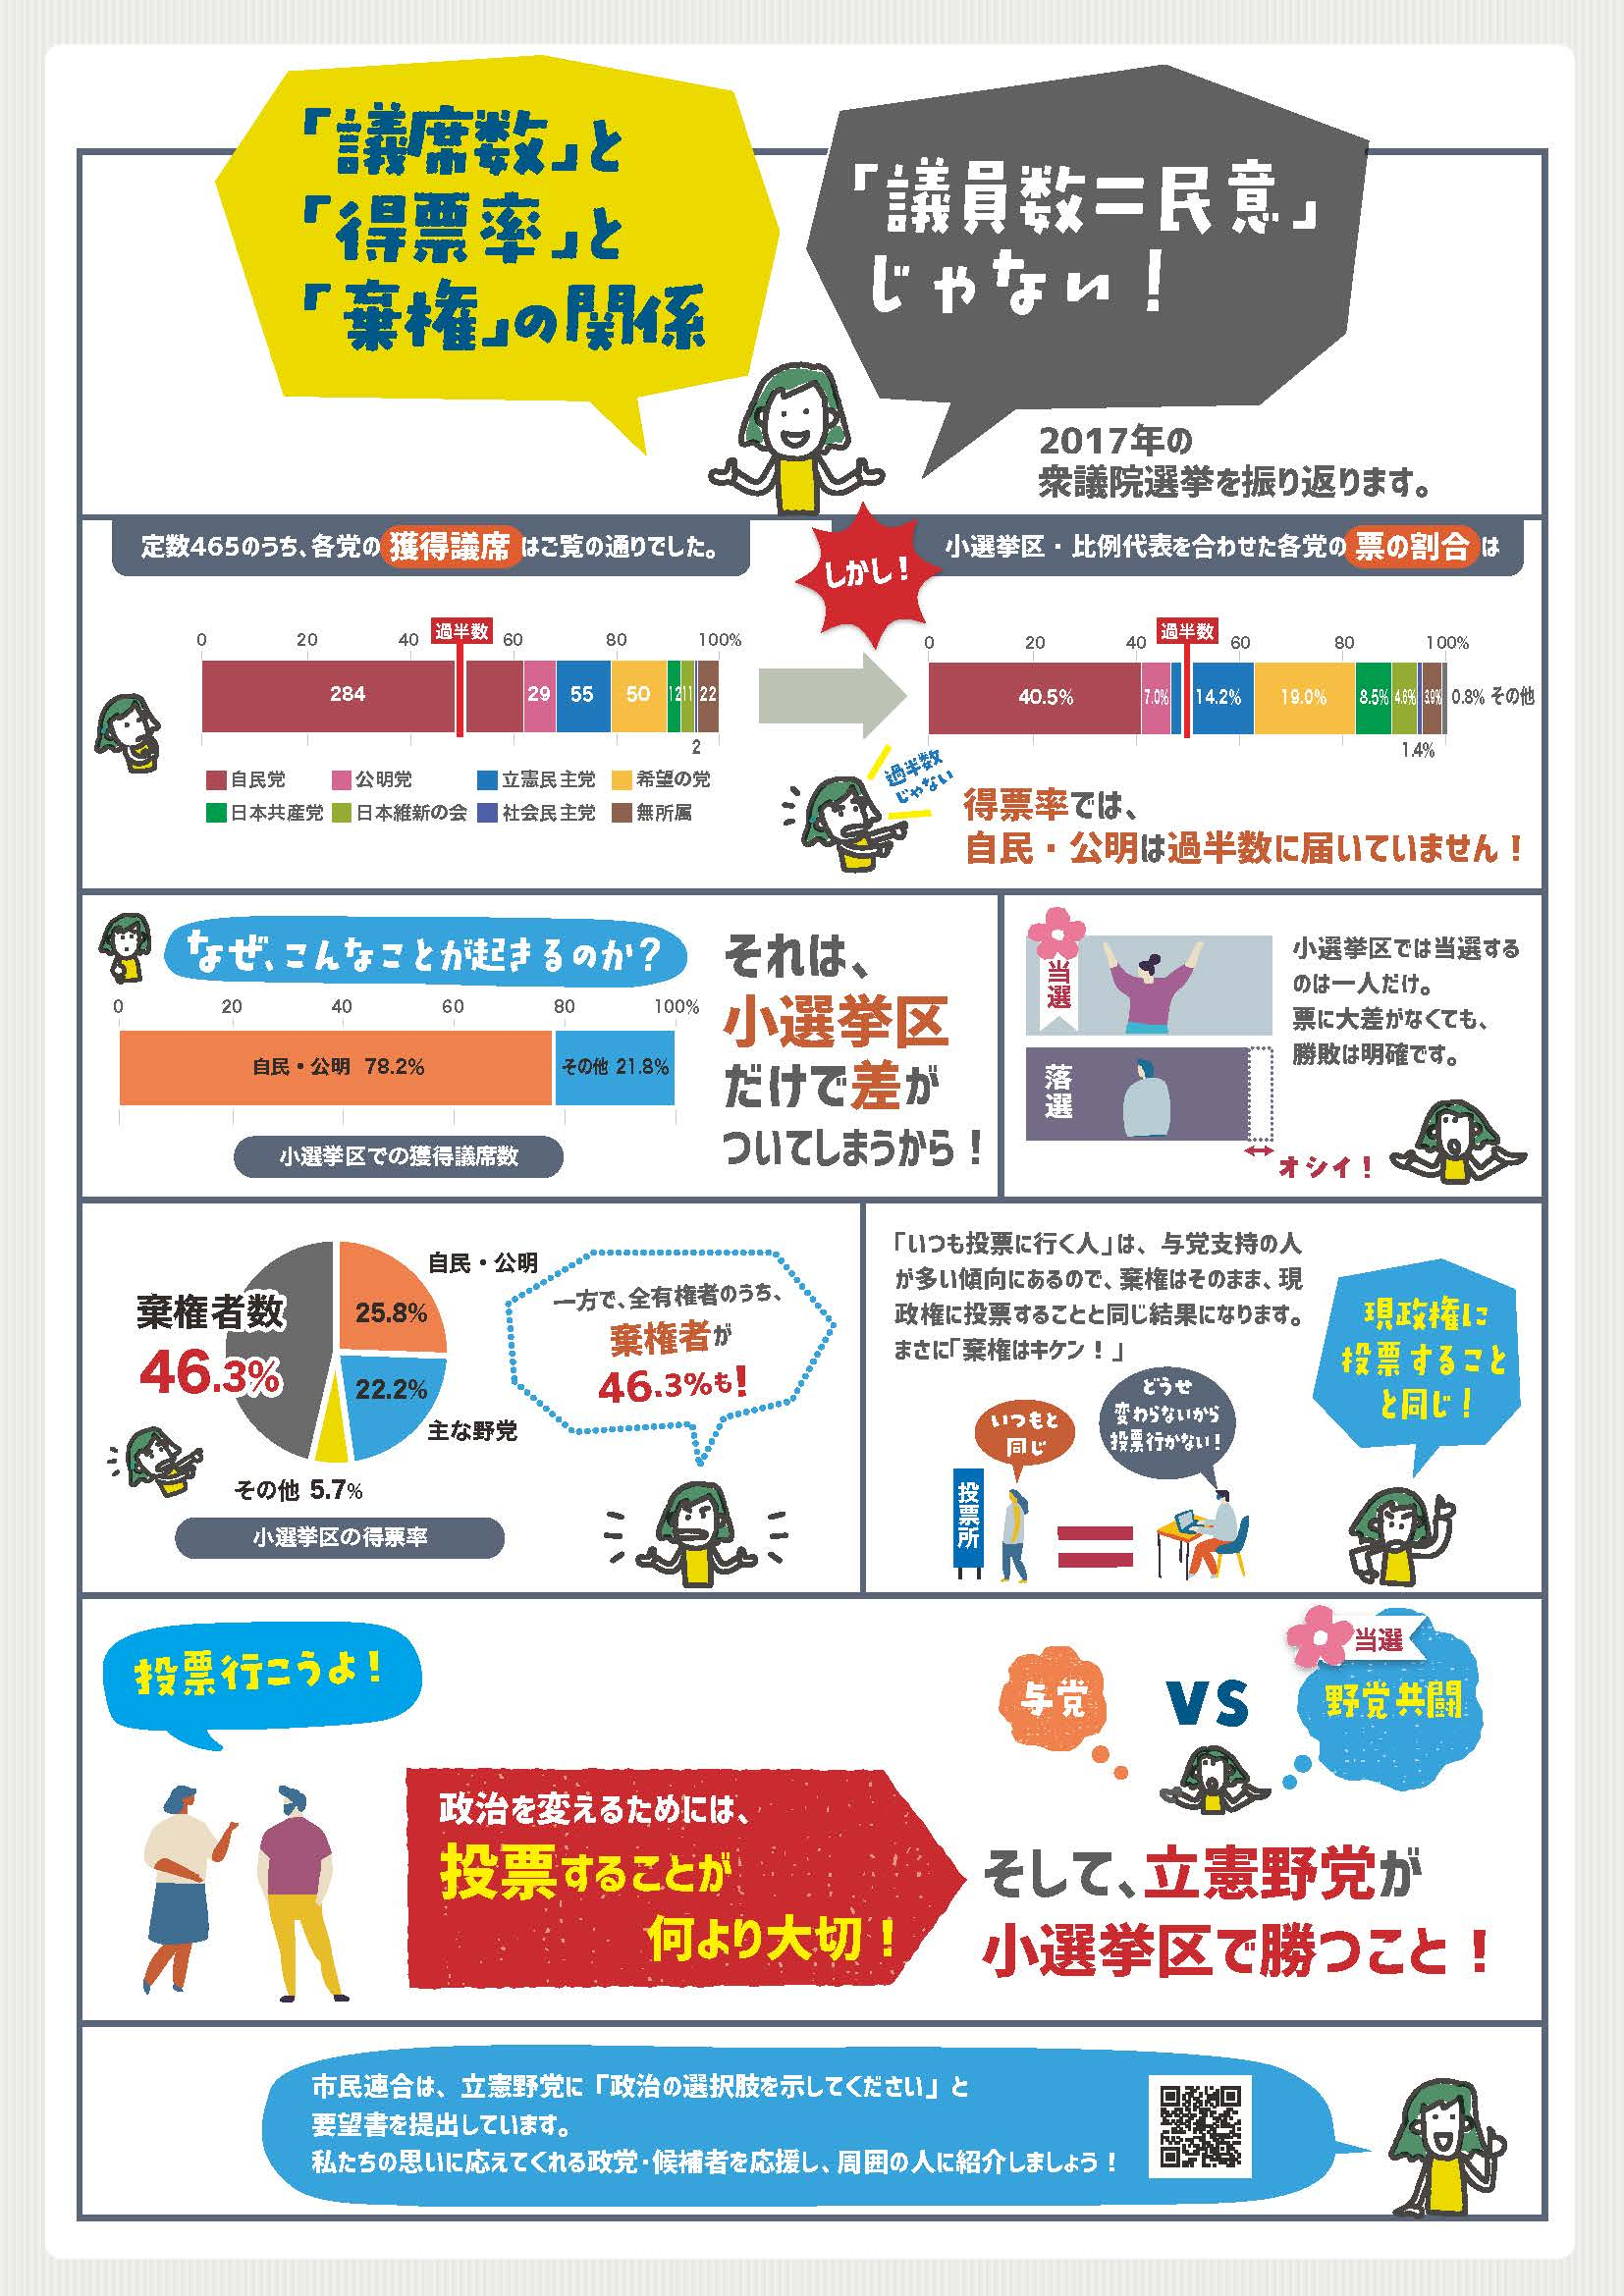 「議席数」と
「得票率」と
「棄権」の関係
「議員数＝民意」
じゃない！
2017年の
衆議院選挙を振り返ります。
定数465のうち、各党の獲得議席はご覧の通りでした。
しかし！
小選挙区・比例代表を合わせた各党の票の割合は
0 20 40 過半数 60 80 100%
284 29 55 50 12 11 22
2
自民党 公明党 立憲民主党 希望の党
日本共産党 日本維新の会 社会民主党 無所属
0 20 40 過半数 60 80 100%
40.5% 7.0% 14.2% 19.0% 8.5% 4.6% 3.9% 0.8% その他
1.4%
過半数
じゃない
得票率では、
自民・公明は過半数に届いていません！
なぜ、こんなことが起きるのか？
0 20 40 60 80 100%
自民・公明 78.2% その他 21.8%
小選挙区での獲得議席数
それは、
小選挙区
だけで差が
ついてしまうから！
当選
落選
オシイ！
小選挙区では当選する
のは一人だけ。
票に大差がなくても、
勝敗は明確です。
自民・公明
25.8%
棄権者数
46.3%
22.2%
主な野党
その他 5.7%
小選挙区の得票率
一方で、全有権者のうち、
棄権者が
46.3%も！
「いつも投票に行く人」は、与党支持の人
が多い傾向にあるので、棄権はそのまま、現
政権に投票することと同じ結果になります。
まさに「棄権はキケン！」
いつもと
同じ
どうせ
変わらないから
投票行かない！
投票所
現政権に
投票すること
と同じ！
投票行こうよ！
与党
VS
当選
野党共闘
政治を変えるためには、
投票することが
何より大切！
そして、立憲野党が
小選挙区で勝つこと！
市民連合は、立憲野党に「政治の選択肢を示してください」と
要望書を提出しています。
私たちの思いに応えてくれる政党・候補者を応援し、周囲の人に紹介しましょう！